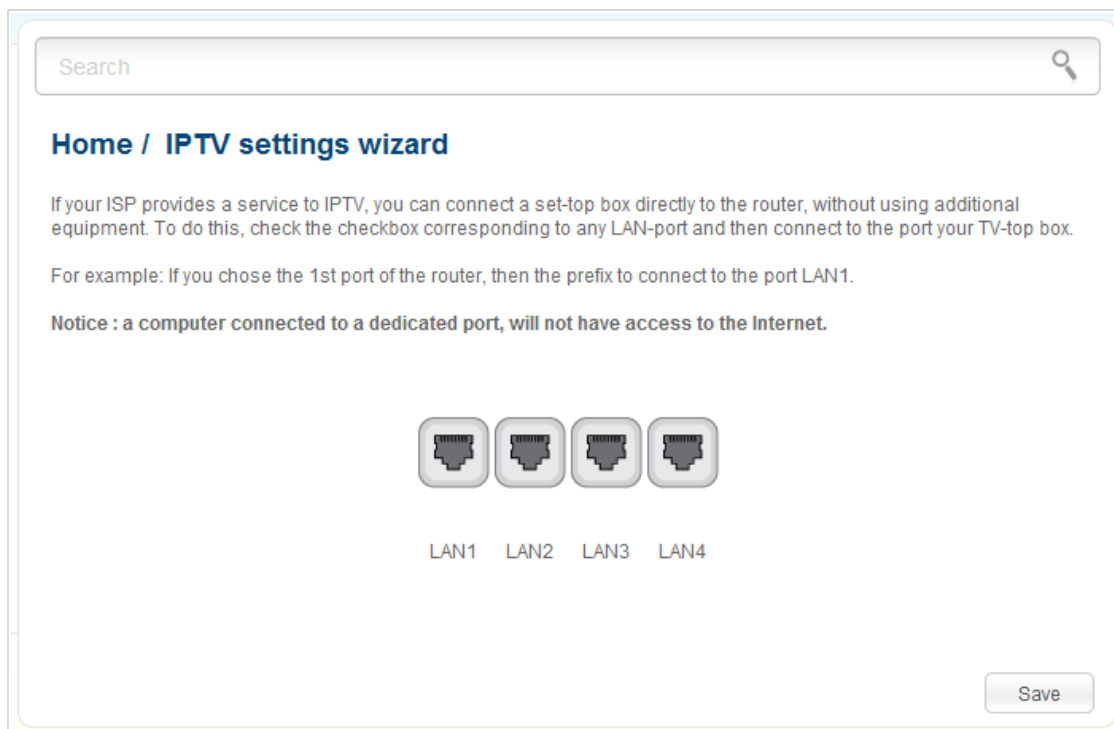 Search
Home / IPTV settings wizard
If your ISP provides a service to IPTV, you can connect a set-top box directly to the router, without using additional
equipment. To do this, check the checkbox corresponding to any LAN-port and then connect to the port your TV-top box.
For example: If you chose the 1st port of the router, then the prefix to connect to the port LAN1.
Notice : a computer connected to a dedicated port, will not have access to the Internet.
LAN1 LAN2 LAN3 LAN4
Save